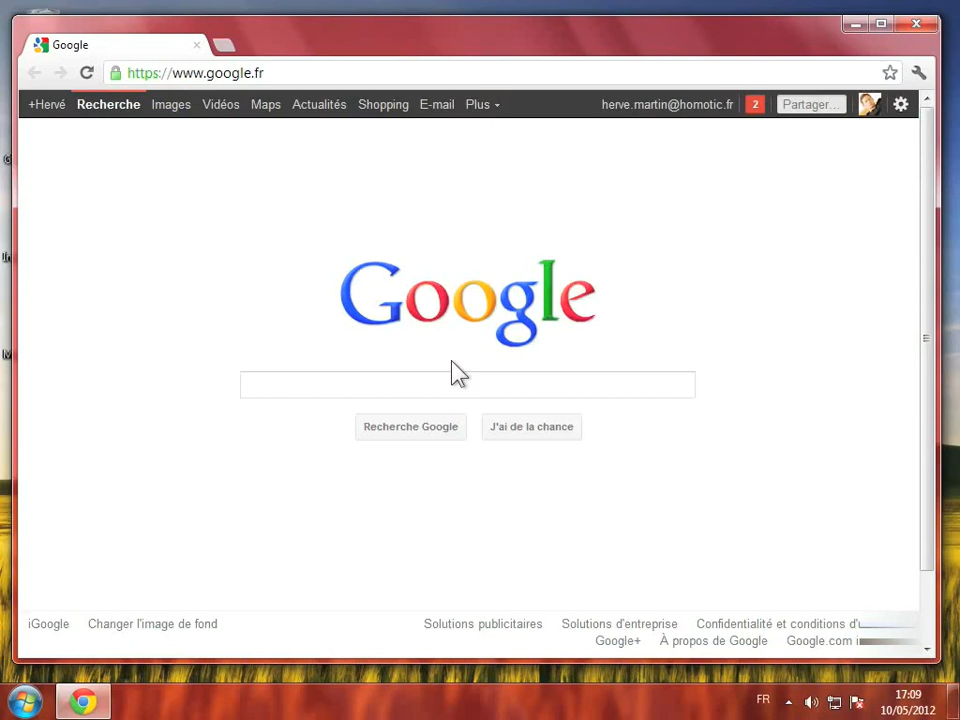 Google
https://www.google.fr
+Hervé Recherche Images Vidéos Maps Actualités Shopping E-mail Plus herve.martin@homotic.fr 2 Partager...
Google
Recherche Google J'ai de la chance
iGoogle Changer l'image de fond Solutions publicitaires Solutions d'entreprise Confidentialité et conditions d'u
Google+ À propos de Google Google.com i
FR
17:09
10/05/2012